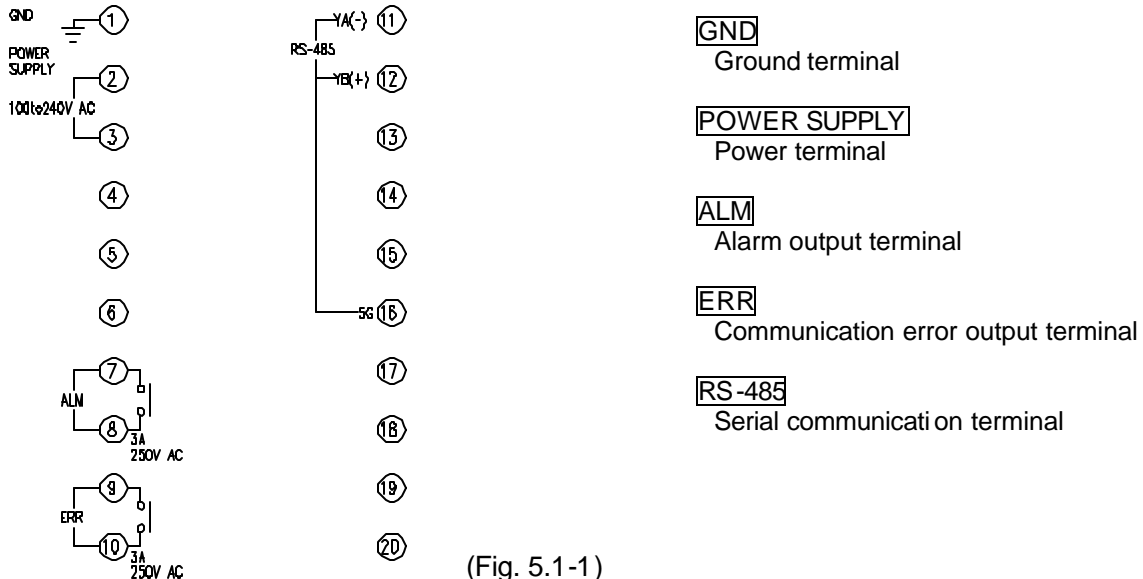 GND
1
POWER
SUPPLY
2
100to240V AC
3
4
5
6
7
ALM
8
3A
250V AC
9
ERR
10
3A
250V AC
YA(-) 11
RS-485
YB(+) 12
13
14
15
SG 16
17
18
19
20
(Fig. 5.1-1)
GND
Ground terminal
POWER SUPPLY
Power terminal
ALM
Alarm output terminal
ERR
Communication error output terminal
RS-485
Serial communication terminal